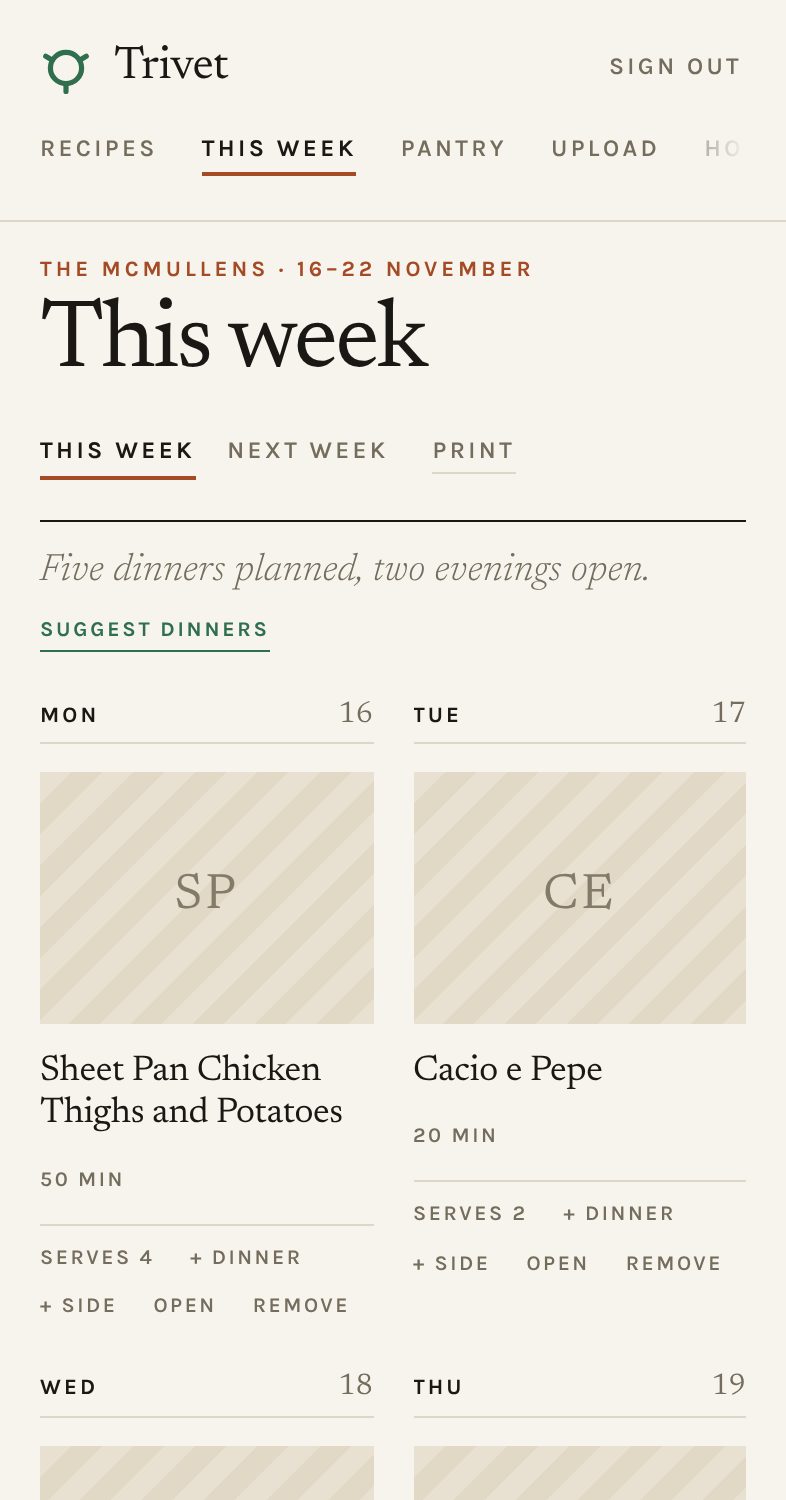 Trivet
SIGN OUT
RECIPES THIS WEEK PANTRY UPLOAD
THE MCMULLENS · 16–22 NOVEMBER
This week
THIS WEEK NEXT WEEK PRINT
Five dinners planned, two evenings open.
SUGGEST DINNERS
MON 16
SP
Sheet Pan Chicken
Thighs and Potatoes
50 MIN
SERVES 4 + DINNER
+ SIDE OPEN REMOVE
TUE 17
CE
Cacio e Pepe
20 MIN
SERVES 2 + DINNER
+ SIDE OPEN REMOVE
WED 18
THU 19